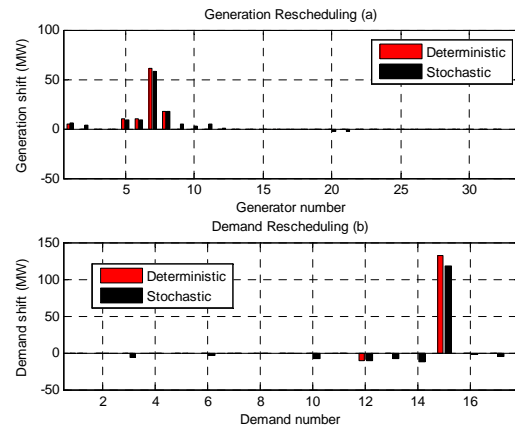 Generation Rescheduling (a)
Generation shift (MW)
100
50
0
-50
Deterministic
Stochastic
5 10 15 20 25 30
Generator number
Demand Rescheduling (b)
Demand shift (MW)
150
100
50
0
-50
Deterministic
Stochastic
2 4 6 8 10 12 14 16
Demand number